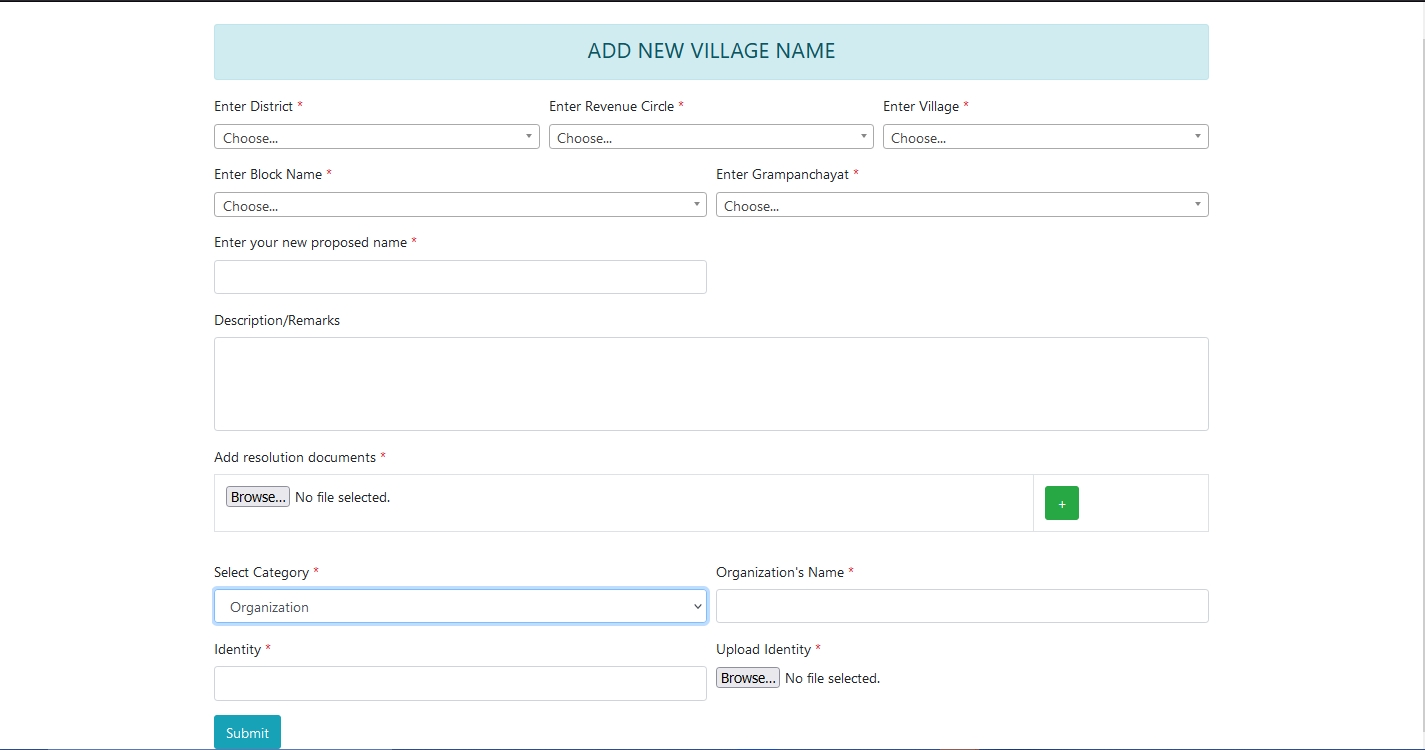 ADD NEW VILLAGE NAME
Enter District * Enter Revenue Circle * Enter Village *
Choose... Choose... Choose...
Enter Block Name * Enter Grampanchayat *
Choose... Choose...
Enter your new proposed name *
Description/Remarks
Add resolution documents *
Browse... No file selected. +
Select Category * Organization's Name *
Organization
Identity * Upload Identity *
Browse... No file selected.
Submit